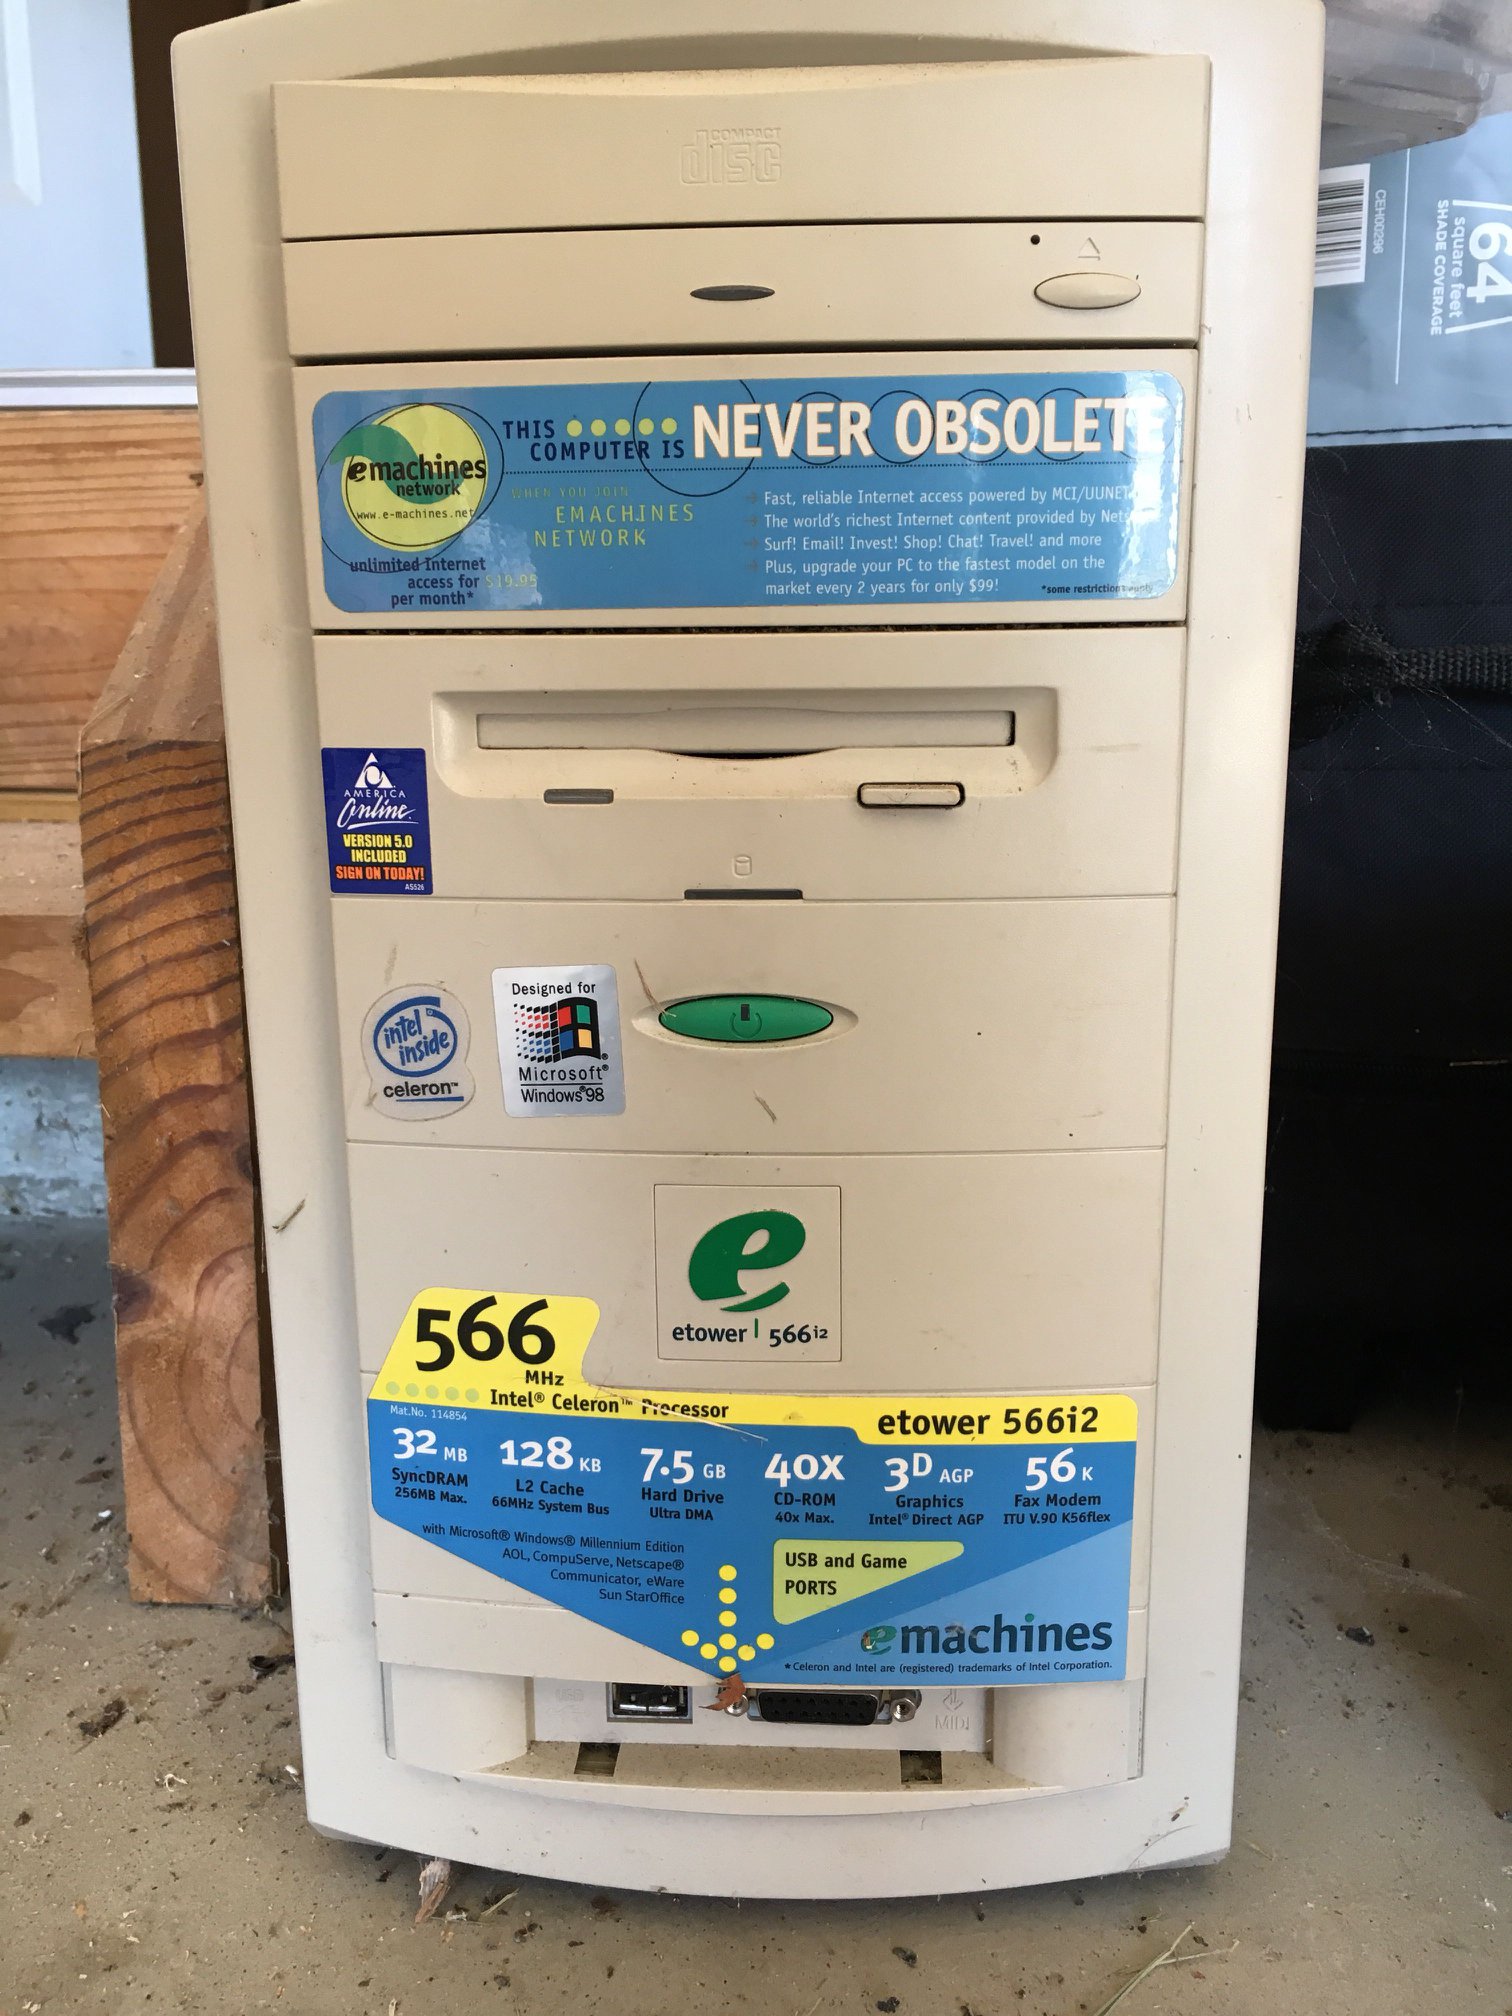 COMPACT
disc
THIS
COMPUTER IS
NEVER OBSOLETE
emachines
network
www.e-machines.net
unlimited Internet
access for $19.95
per month*
WHEN YOU JOIN
EMACHINES
NETWORK
Fast, reliable Internet access powered by MCI/UUNET
The world's richest Internet content provided by
Surf! Email! Invest! Shop! Chat! Travel! and more
Plus, upgrade your PC to the fastest model on the
market every 2 years for only $99!
*some restrictions apply
AMERICA
Online
VERSION 5.0
INCLUDED
SIGN ON TODAY!
AS526
intel
inside
celeron™
Designed for
Microsoft®
Windows®98
e
etower 566i2
566
MHz
Intel® Celeron™ Processor
etower 566i2
Mat.No. 114854
32 MB
SyncDRAM
256MB Max.
128 KB
L2 Cache
66MHz System Bus
7.5 GB
Hard Drive
Ultra DMA
40X
CD-ROM
40x Max.
3D AGP
Graphics
Intel® Direct AGP
56 K
Fax Modem
ITU V.90 K56flex
with Microsoft® Windows® Millennium Edition
AOL, CompuServe, Netscape®
Communicator, eWare
Sun StarOffice
USB and Game
PORTS
emachines
*Celeron and Intel are (registered) trademarks of Intel Corporation.
USB
MIDI
CEH00296
64
square feet
SHADE COVERAGE